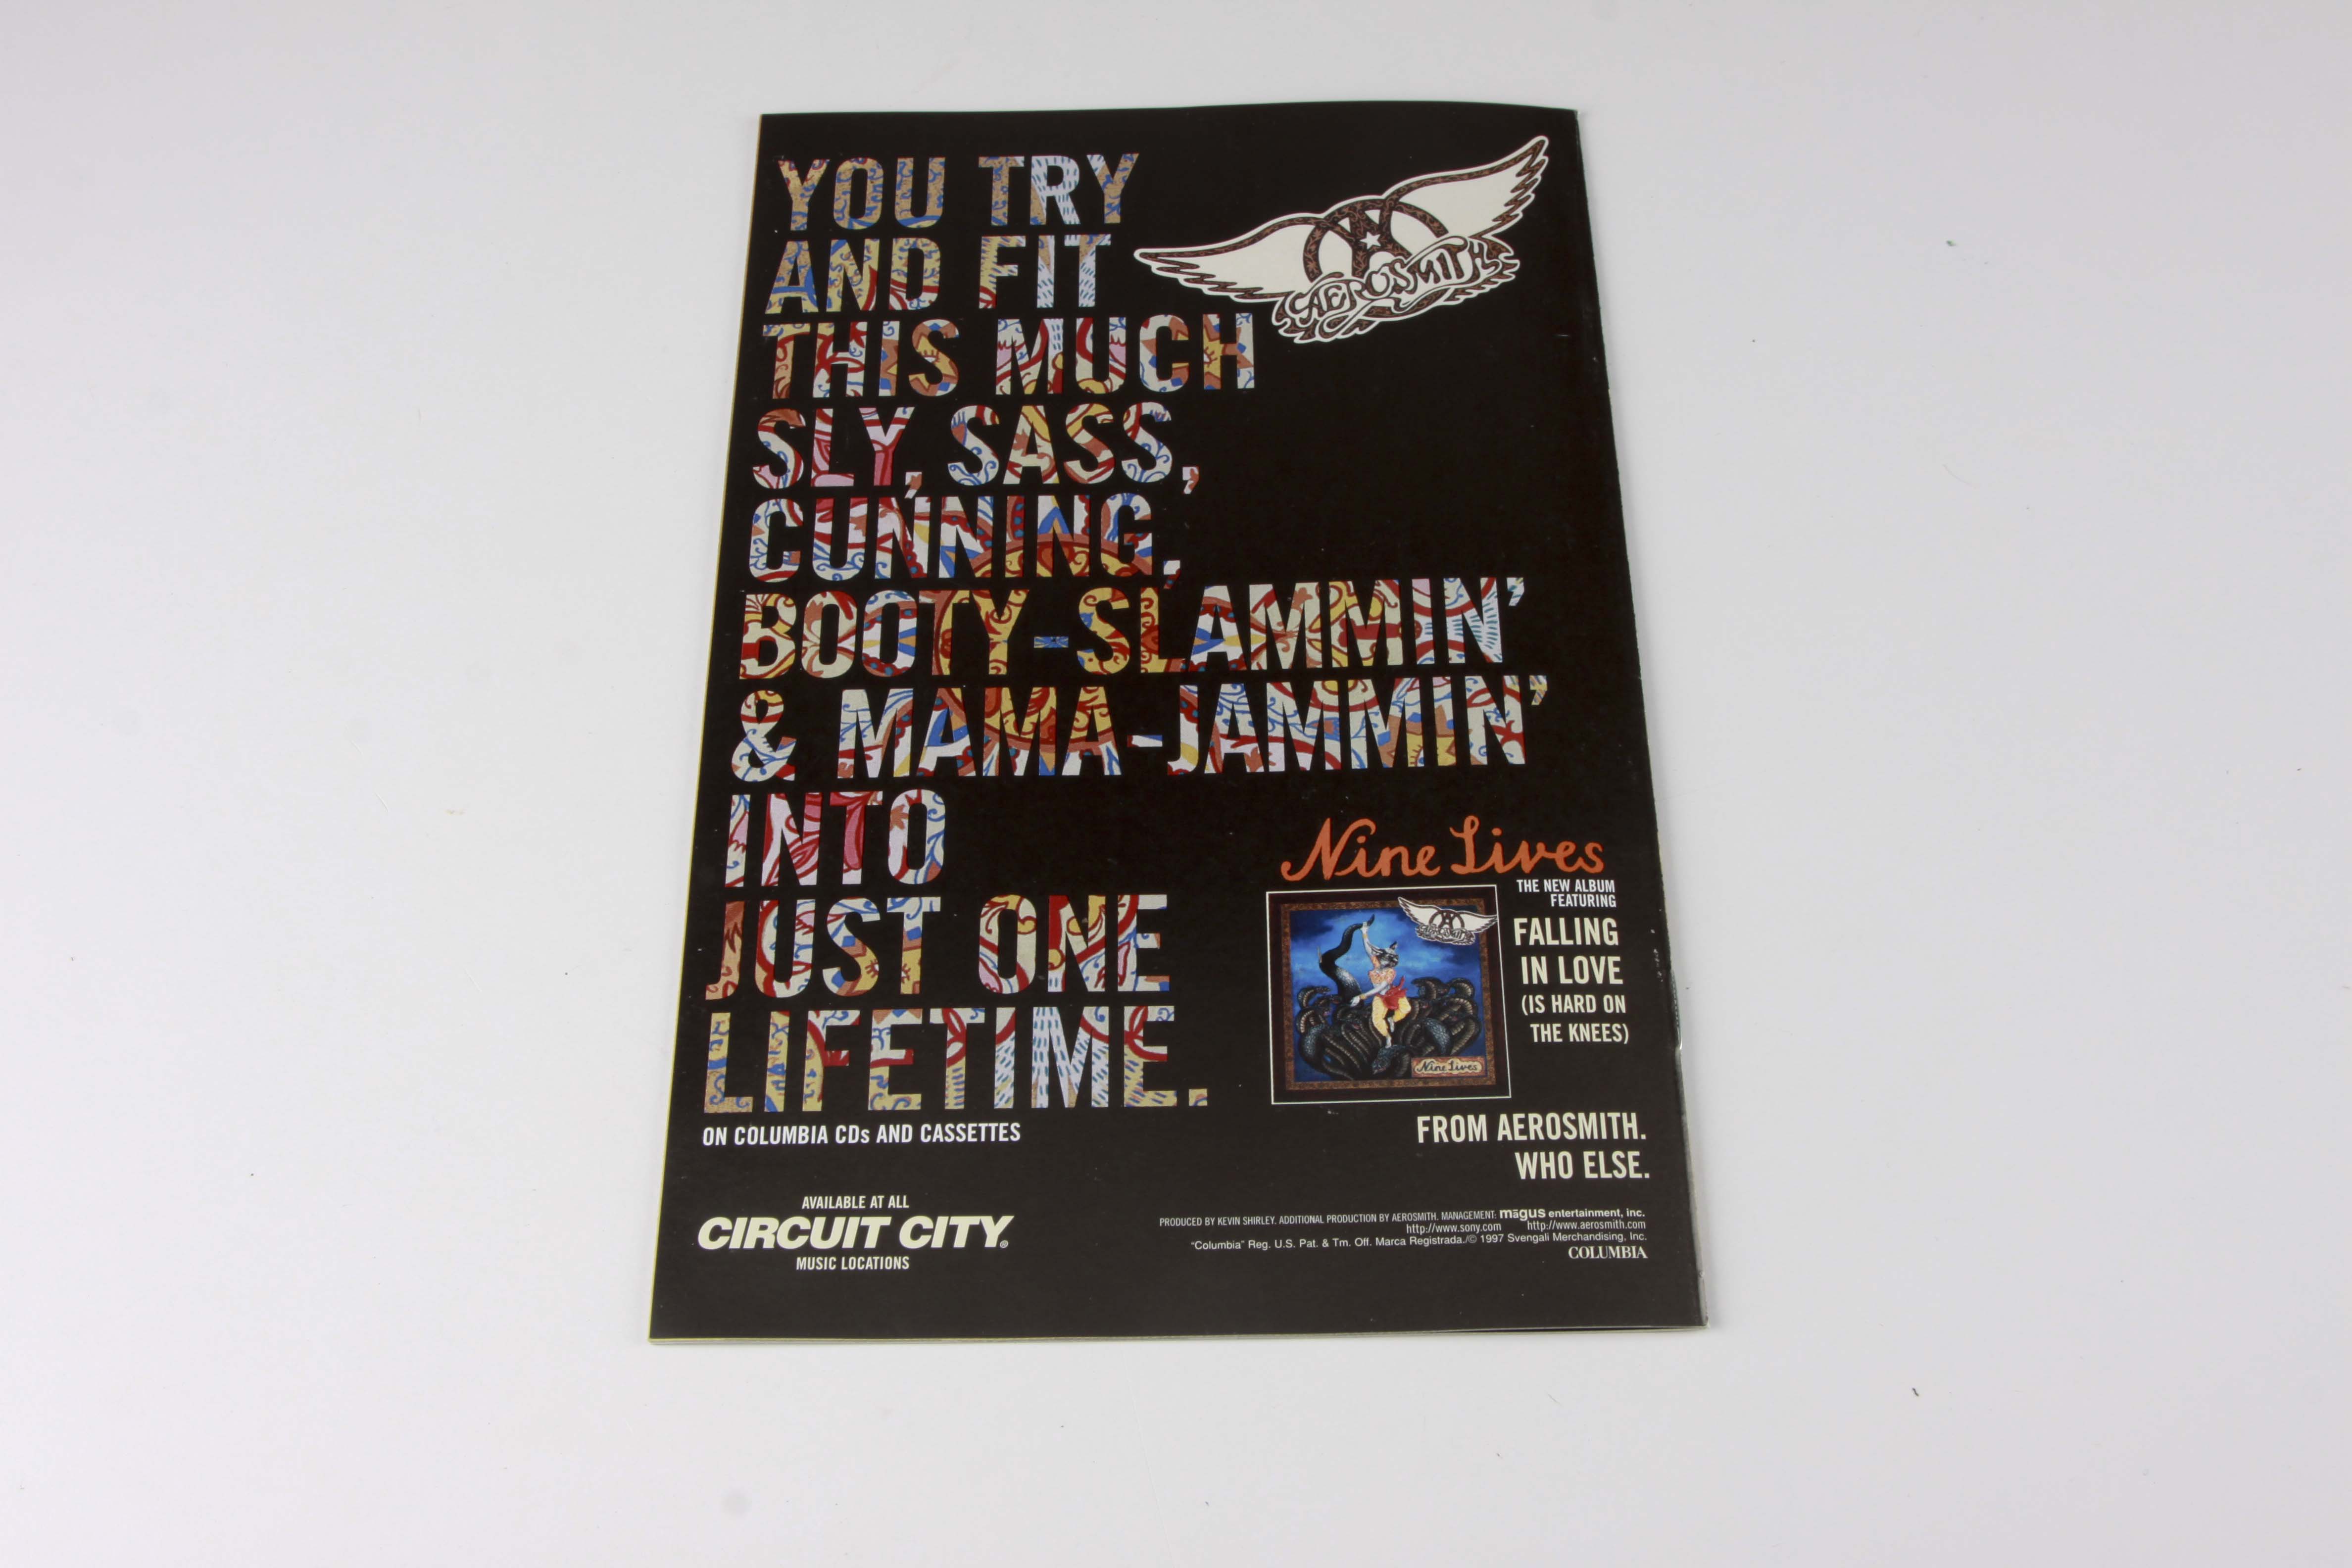 YOU TRY
AND FIT
THIS MUCH
SLY, SASS,
CUNNING,
BOOTY-SLAMMIN'
& MAMA-JAMMIN'
INTO
JUST ONE
LIFETIME.
ON COLUMBIA CDs AND CASSETTES
AVAILABLE AT ALL
CIRCUIT CITY®
MUSIC LOCATIONS
AEROSMITH
Nine Lives
THE NEW ALBUM
FEATURING
FALLING
IN LOVE
(IS HARD ON
THE KNEES)
AEROSMITH
Nine Lives
FROM AEROSMITH.
WHO ELSE.
PRODUCED BY KEVIN SHIRLEY. ADDITIONAL PRODUCTION BY AEROSMITH. MANAGEMENT: māgus entertainment, inc.
http://www.sony.com http://www.aerosmith.com
"Columbia" Reg. U.S. Pat. & Tm. Off. Marca Registrada./© 1997 Svengali Merchandising, Inc.
COLUMBIA